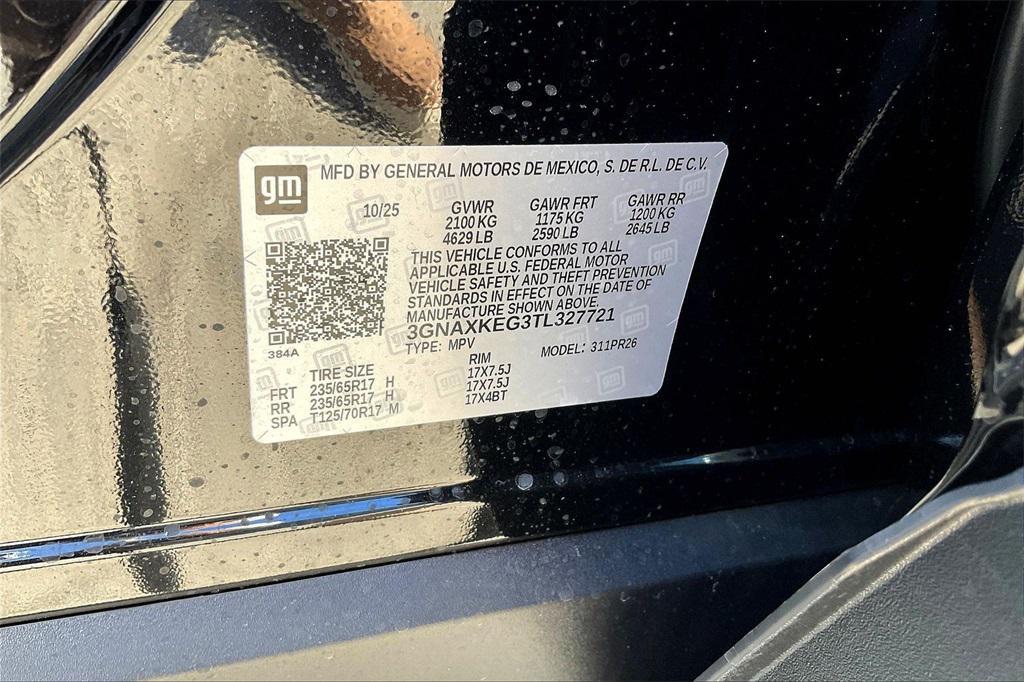 gm
MFD BY GENERAL MOTORS DE MEXICO, S. DE R.L. DE C.V.
10/25 GVWR GAWR FRT GAWR RR
2100 KG 1175 KG 1200 KG
4629 LB 2590 LB 2645 LB
THIS VEHICLE CONFORMS TO ALL
APPLICABLE U.S. FEDERAL MOTOR
VEHICLE SAFETY AND THEFT PREVENTION
STANDARDS IN EFFECT ON THE DATE OF
MANUFACTURE SHOWN ABOVE.
3GNAXKEG3TL327721
384A
TYPE: MPV MODEL: 311PR26
TIRE SIZE RIM
FRT 235/65R17 H 17X7.5J
RR 235/65R17 H 17X7.5J
SPA T125/70R17 M 17X4BT